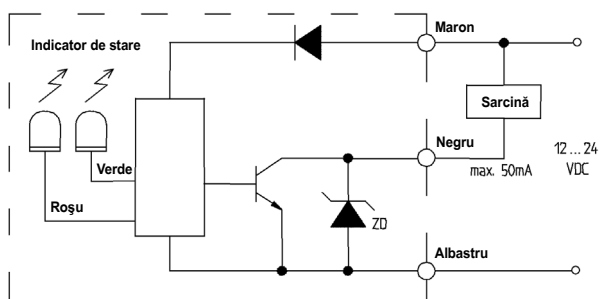 Indicator de stare
Maron
Sarcină
Negru
max. 50mA
12...24
VDC
Verde
Roşu
ZD
Albastru